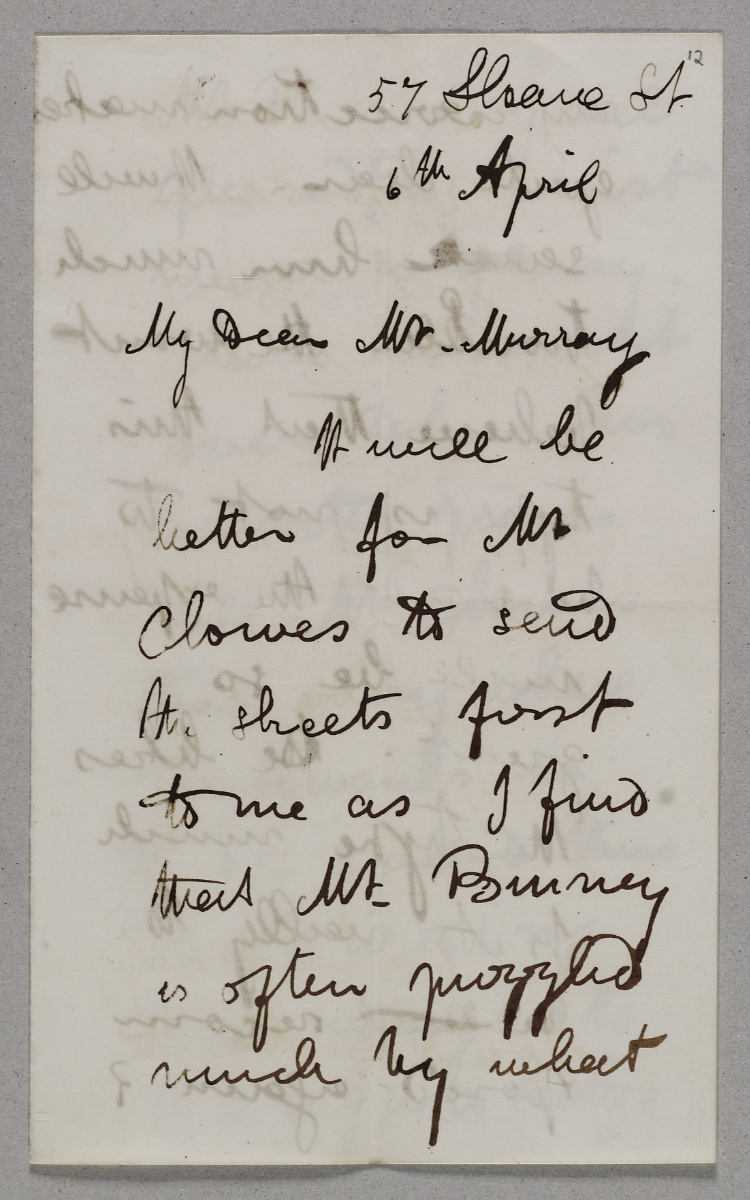 12
57 Sloane St
6th April
My Dear Mr. Murray
It will be
better for Mr
Clowes to send
the sheets first
to me as I find
that Mr. Binney
is often puzzled
much by what